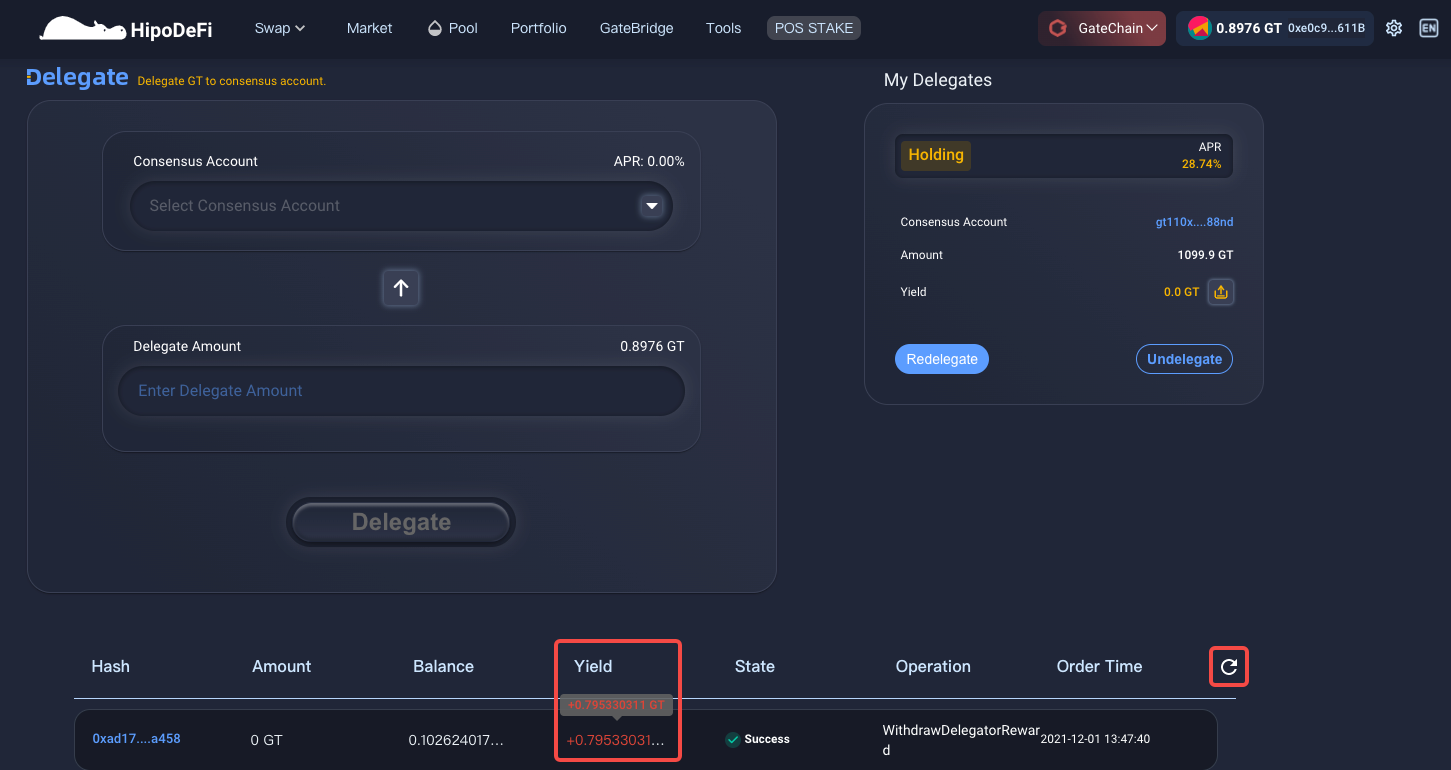 HipoDeFi Swap Market Pool Portfolio GateBridge Tools POS STAKE GateChain 0.8976 GT 0xe0c9...611B EN
Delegate Delegate GT to consensus account.
My Delegates
Consensus Account APR: 0.00%
Select Consensus Account
Delegate Amount 0.8976 GT
Enter Delegate Amount
Delegate
Holding
APR
28.74%
Consensus Account gt110x....88nd
Amount 1099.9 GT
Yield 0.0 GT
Redelegate Undelegate
Hash Amount Balance Yield State Operation Order Time
+0.795330311 GT
0xad17....a458 0 GT 0.102624017... +0.79533031... Success WithdrawDelegatorRewar 2021-12-01 13:47:40
d